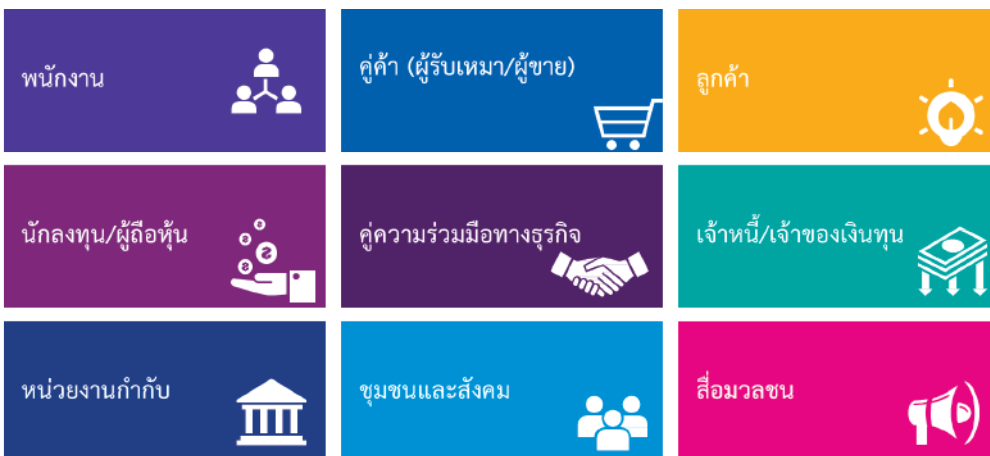 พนักงาน
คู่ค้า (ผู้รับเหมา/ผู้ขาย)
ลูกค้า
นักลงทุน/ผู้ถือหุ้น
คู่ความร่วมมือทางธุรกิจ
เจ้าหนี้/เจ้าของเงินทุน
หน่วยงานกำกับ
ชุมชนและสังคม
สื่อมวลชน